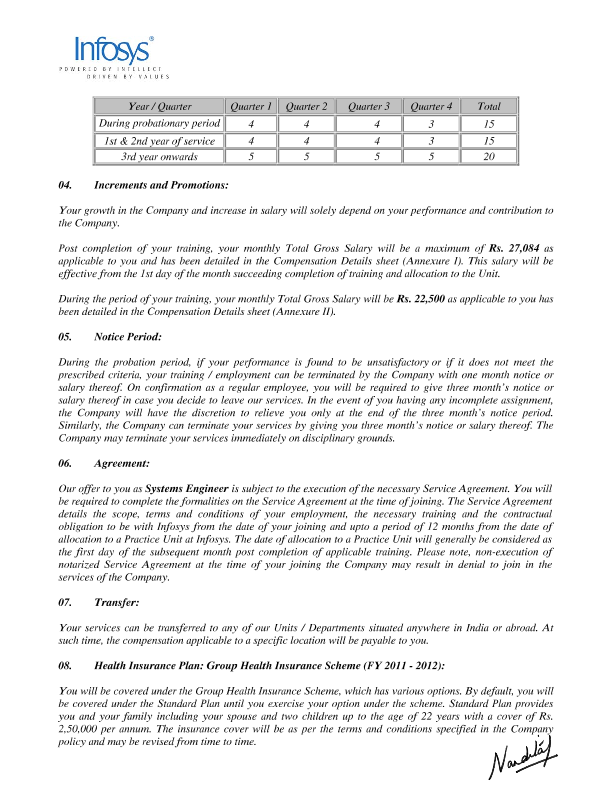 Infosys®
POWERED BY INTELLECT
DRIVEN BY VALUES
Year / Quarter Quarter 1 Quarter 2 Quarter 3 Quarter 4 Total
During probationary period 4 4 4 3 15
1st & 2nd year of service 4 4 4 3 15
3rd year onwards 5 5 5 5 20
04. Increments and Promotions:
Your growth in the Company and increase in salary will solely depend on your performance and contribution to
the Company.
Post completion of your training, your monthly Total Gross Salary will be a maximum of Rs. 27,084 as
applicable to you and has been detailed in the Compensation Details sheet (Annexure I). This salary will be
effective from the 1st day of the month succeeding completion of training and allocation to the Unit.
During the period of your training, your monthly Total Gross Salary will be Rs. 22,500 as applicable to you has
been detailed in the Compensation Details sheet (Annexure II).
05. Notice Period:
During the probation period, if your performance is found to be unsatisfactory or if it does not meet the
prescribed criteria, your training / employment can be terminated by the Company with one month notice or
salary thereof. On confirmation as a regular employee, you will be required to give three month's notice or
salary thereof in case you decide to leave our services. In the event of you having any incomplete assignment,
the Company will have the discretion to relieve you only at the end of the three month's notice period.
Similarly, the Company can terminate your services by giving you three month's notice or salary thereof. The
Company may terminate your services immediately on disciplinary grounds.
06. Agreement:
Our offer to you as Systems Engineer is subject to the execution of the necessary Service Agreement. You will
be required to complete the formalities on the Service Agreement at the time of joining. The Service Agreement
details the scope, terms and conditions of your employment, the necessary training and the contractual
obligation to be with Infosys from the date of your joining and upto a period of 12 months from the date of
allocation to a Practice Unit at Infosys. The date of allocation to a Practice Unit will generally be considered as
the first day of the subsequent month post completion of applicable training. Please note, non-execution of
notarized Service Agreement at the time of your joining the Company may result in denial to join in the
services of the Company.
07. Transfer:
Your services can be transferred to any of our Units / Departments situated anywhere in India or abroad. At
such time, the compensation applicable to a specific location will be payable to you.
08. Health Insurance Plan: Group Health Insurance Scheme (FY 2011 - 2012):
You will be covered under the Group Health Insurance Scheme, which has various options. By default, you will
be covered under the Standard Plan until you exercise your option under the scheme. Standard Plan provides
you and your family including your spouse and two children up to the age of 22 years with a cover of Rs.
2,50,000 per annum. The insurance cover will be as per the terms and conditions specified in the Company
policy and may be revised from time to time.